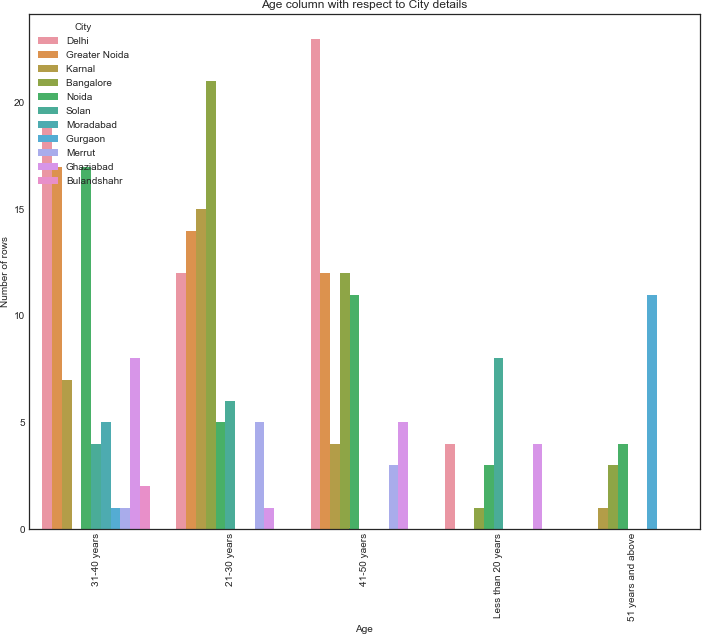 Age column with respect to City details
City
Delhi
Greater Noida
Karnal
Bangalore
Noida
Solan
Moradabad
Gurgaon
Merrut
Ghaziabad
Bulandshahr
20
15
10
5
0
Number of rows
31-40 years
21-30 years
41-50 yaers
Less than 20 years
51 years and above
Age